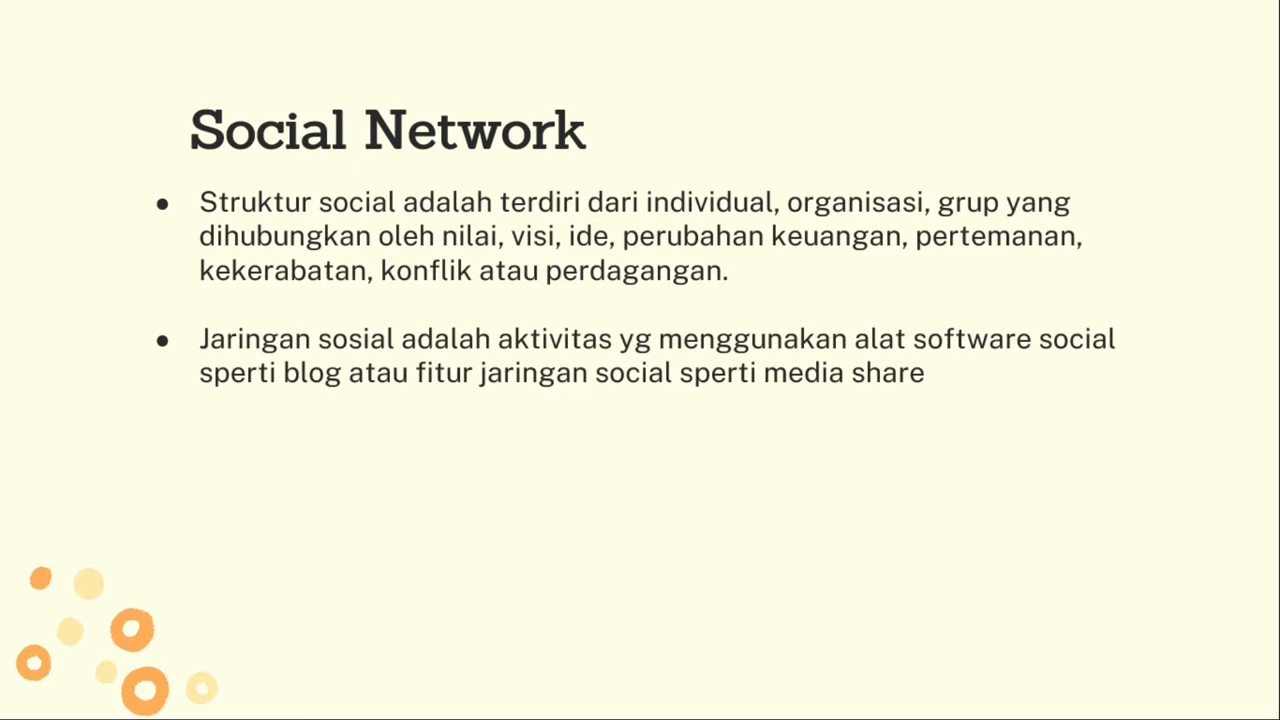 Social Network
• Struktur social adalah terdiri dari individual, organisasi, grup yang
dihubungkan oleh nilai, visi, ide, perubahan keuangan, pertemanan,
kekerabatan, konflik atau perdagangan.
• Jaringan sosial adalah aktivitas yg menggunakan alat software social
sperti blog atau fitur jaringan social sperti media share